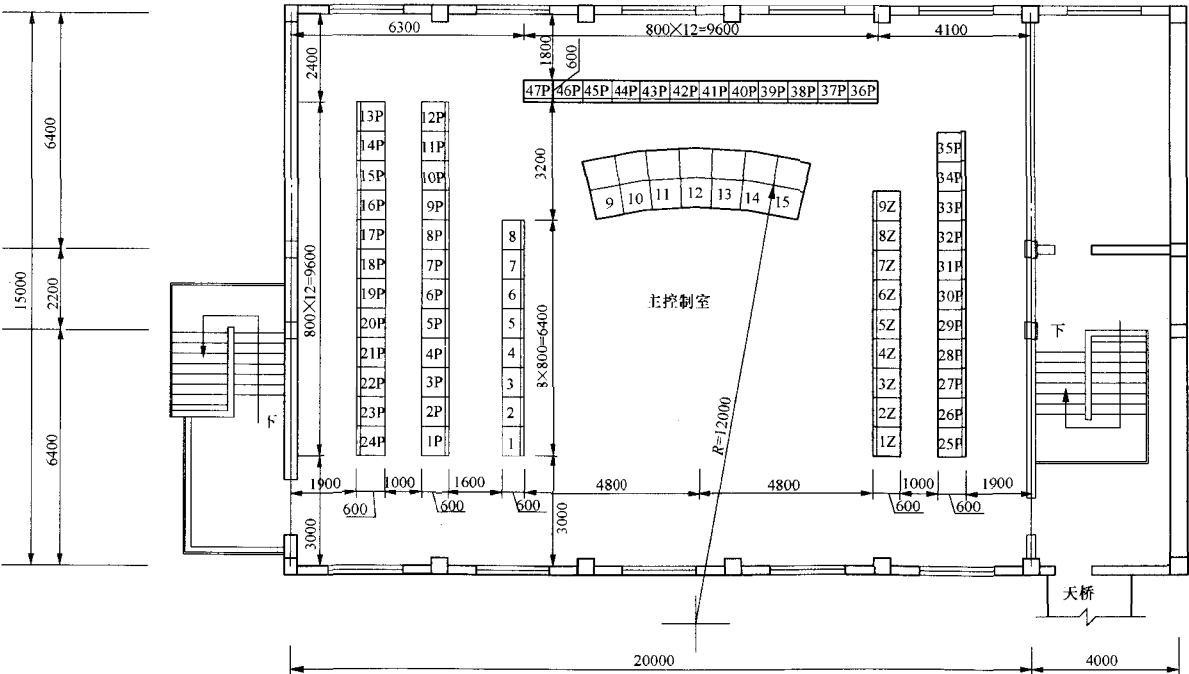 6300
800×12=9600
4100
2400
1800
600
47P 46P 45P 44P 43P 42P 41P 40P 39P 38P 37P 36P
6400
2200
6400
15000
3200
13P
14P
15P
16P
17P
18P
19P
20P
21P
22P
23P
24P
12P
11P
10P
9P
8P
7P
6P
5P
4P
3P
2P
1P
8
7
6
5
4
3
2
1
9 10 11 12 13 14 15
9Z
8Z
7Z
6Z
5Z
4Z
3Z
2Z
1Z
35P
34P
33P
32P
31P
30P
29P
28P
27P
26P
25P
800×12=9600
8×800=6400
主控制室
R=12000
下
下
1900 1000 1600 4800 4800 1000 1900
600 600 600 600 600
3000
3000
天桥
20000
4000